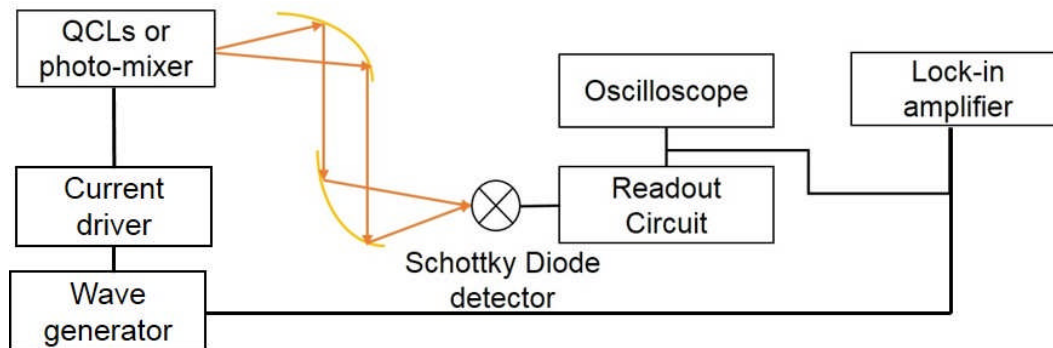 QCLs or
photo-mixer
Oscilloscope
Lock-in
amplifier
Current
driver
Readout
Circuit
Schottky Diode
detector
Wave
generator